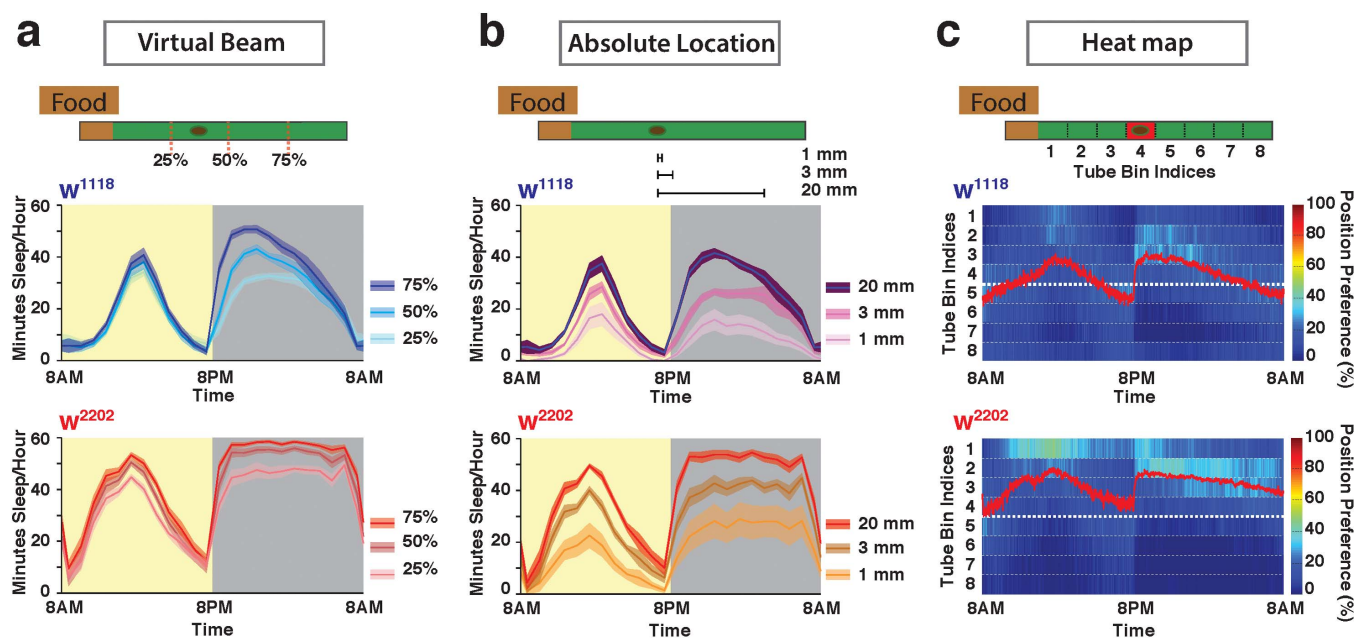 a
Virtual Beam
Food
25% 50% 75%
w1118
Minutes Sleep/Hour
60
40
20
0
8AM 8PM 8AM
Time
75%
50%
25%
w2202
Minutes Sleep/Hour
60
40
20
0
8AM 8PM 8AM
Time
75%
50%
25%
b
Absolute Location
Food
1 mm
3 mm
20 mm
w1118
Minutes Sleep/Hour
60
40
20
0
8AM 8PM 8AM
Time
20 mm
3 mm
1 mm
w2202
Minutes Sleep/Hour
60
40
20
0
8AM 8PM 8AM
Time
20 mm
3 mm
1 mm
c
Heat map
Food
1 2 3 4 5 6 7 8
Tube Bin Indices
w1118
Tube Bin Indices
1
2
3
4
5
6
7
8
8AM 8PM 8AM
Time
100
80
60
40
20
0
Position Preference (%)
w2202
Tube Bin Indices
1
2
3
4
5
6
7
8
8AM 8PM 8AM
Time
100
80
60
40
20
0
Position Preference (%)